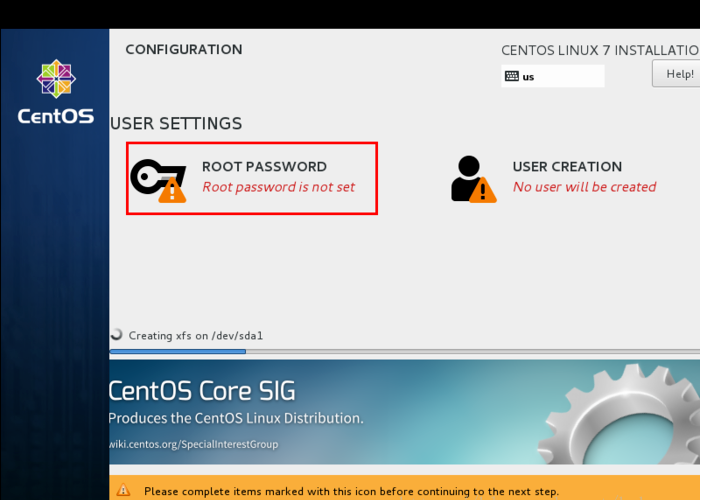 CONFIGURATION
CENTOS LINUX 7 INSTALLATIO
us
Help!
CentOS
USER SETTINGS
ROOT PASSWORD
Root password is not set
USER CREATION
No user will be created
Creating xfs on /dev/sda1
CentOS Core SIG
Produces the CentOS Linux Distribution.
wiki.centos.org/SpecialInterestGroup
Please complete items marked with this icon before continuing to the next step.